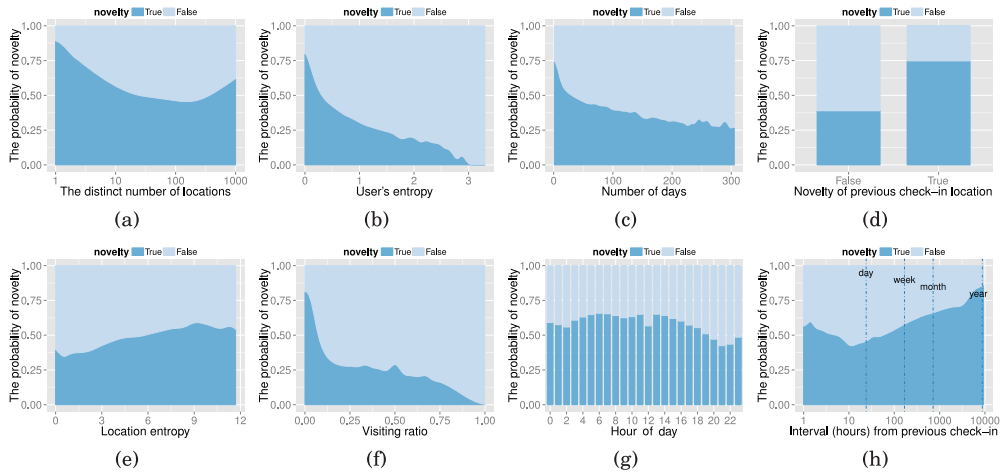 novelty True False
The probability of novelty
1.00
0.75
0.50
0.25
0.00
1 10 100 1000
The distinct number of locations
(a)
novelty True False
The probability of novelty
1.00
0.75
0.50
0.25
0.00
0 1 2 3
User's entropy
(b)
novelty True False
The probability of novelty
1.00
0.75
0.50
0.25
0.00
0 100 200 300
Number of days
(c)
novelty True False
The probability of novelty
1.00
0.75
0.50
0.25
0.00
False True
Novelty of previous check−in location
(d)
novelty True False
The probability of novelty
1.00
0.75
0.50
0.25
0.00
0 3 6 9 12
Location entropy
(e)
novelty True False
The probability of novelty
1.00
0.75
0.50
0.25
0.00
0.00 0.25 0.50 0.75 1.00
Visiting ratio
(f)
novelty True False
The probability of novelty
1.00
0.75
0.50
0.25
0.00
0 2 4 6 8 10 12 14 16 18 20 22
Hour of day
(g)
novelty True False
The probability of novelty
1.00
0.75
0.50
0.25
0.00
day
week
month
year
1 10 100 1000 10000
Interval (hours) from previous check−in
(h)